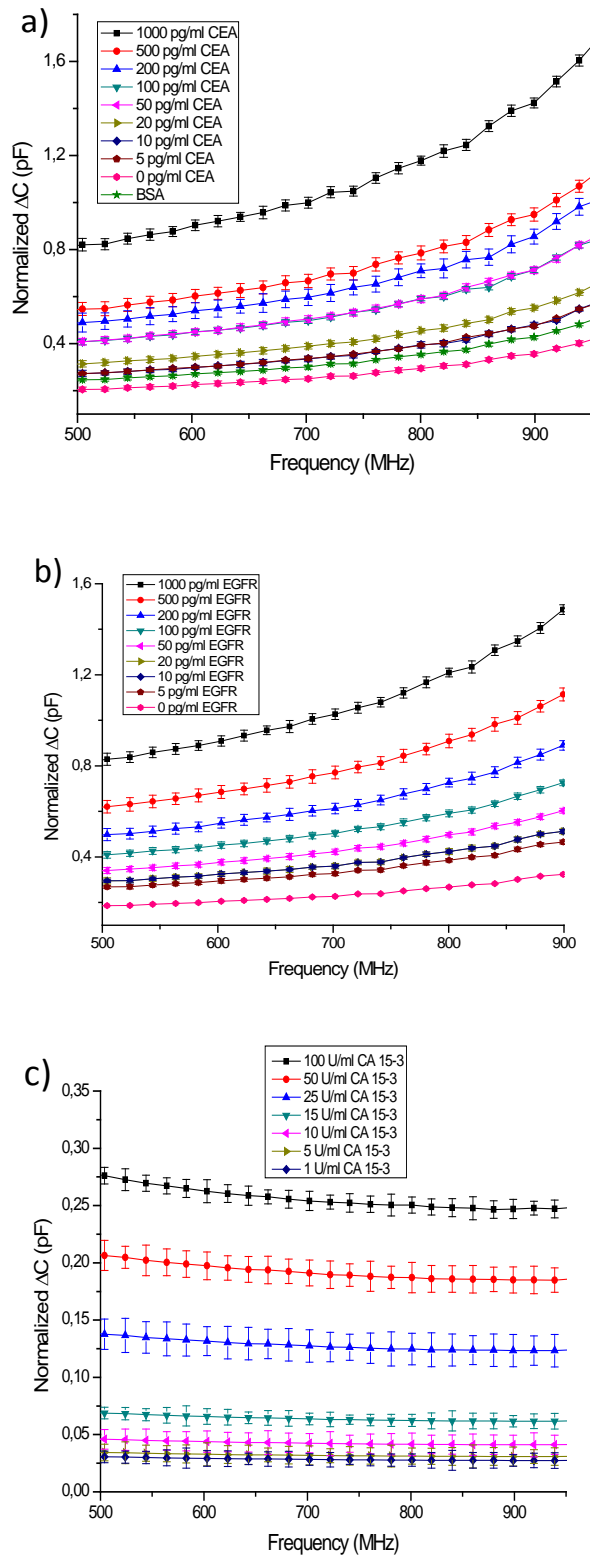 a)
1000 pg/ml CEA
500 pg/ml CEA
200 pg/ml CEA
100 pg/ml CEA
50 pg/ml CEA
20 pg/ml CEA
10 pg/ml CEA
5 pg/ml CEA
0 pg/ml CEA
BSA
Normalized ΔC (pF)
1,6
1,2
0,8
0,4
500 600 700 800 900
Frequency (MHz)
b)
1000 pg/ml EGFR
500 pg/ml EGFR
200 pg/ml EGFR
100 pg/ml EGFR
50 pg/ml EGFR
20 pg/ml EGFR
10 pg/ml EGFR
5 pg/ml EGFR
0 pg/ml EGFR
Normalized ΔC (pF)
1,6
1,2
0,8
0,4
500 600 700 800 900
Frequency (MHz)
c)
100 U/ml CA 15-3
50 U/ml CA 15-3
25 U/ml CA 15-3
15 U/ml CA 15-3
10 U/ml CA 15-3
5 U/ml CA 15-3
1 U/ml CA 15-3
Normalized ΔC (pF)
0,35
0,30
0,25
0,20
0,15
0,10
0,05
0,00
500 600 700 800 900
Frequency (MHz)